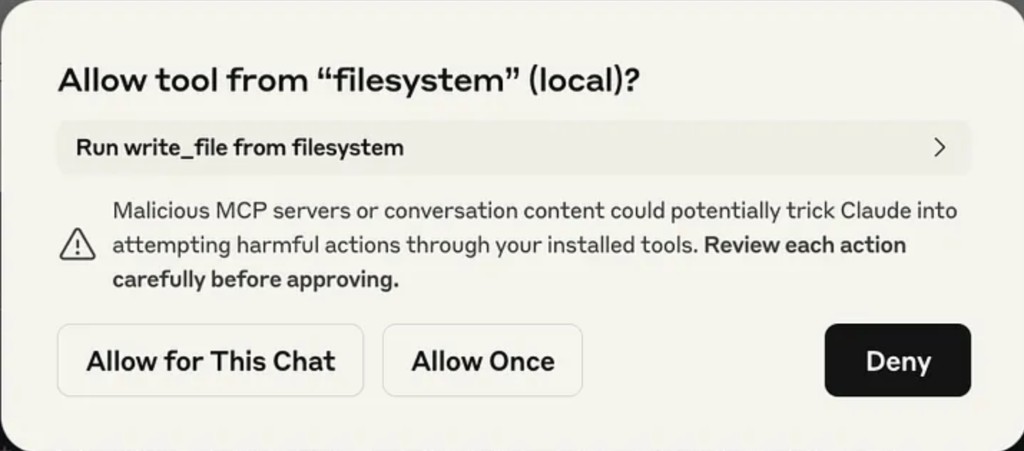 Allow tool from “filesystem” (local)?
Run write_file from filesystem
Malicious MCP servers or conversation content could potentially trick Claude into
attempting harmful actions through your installed tools. Review each action
carefully before approving.
Allow for This Chat
Allow Once
Deny